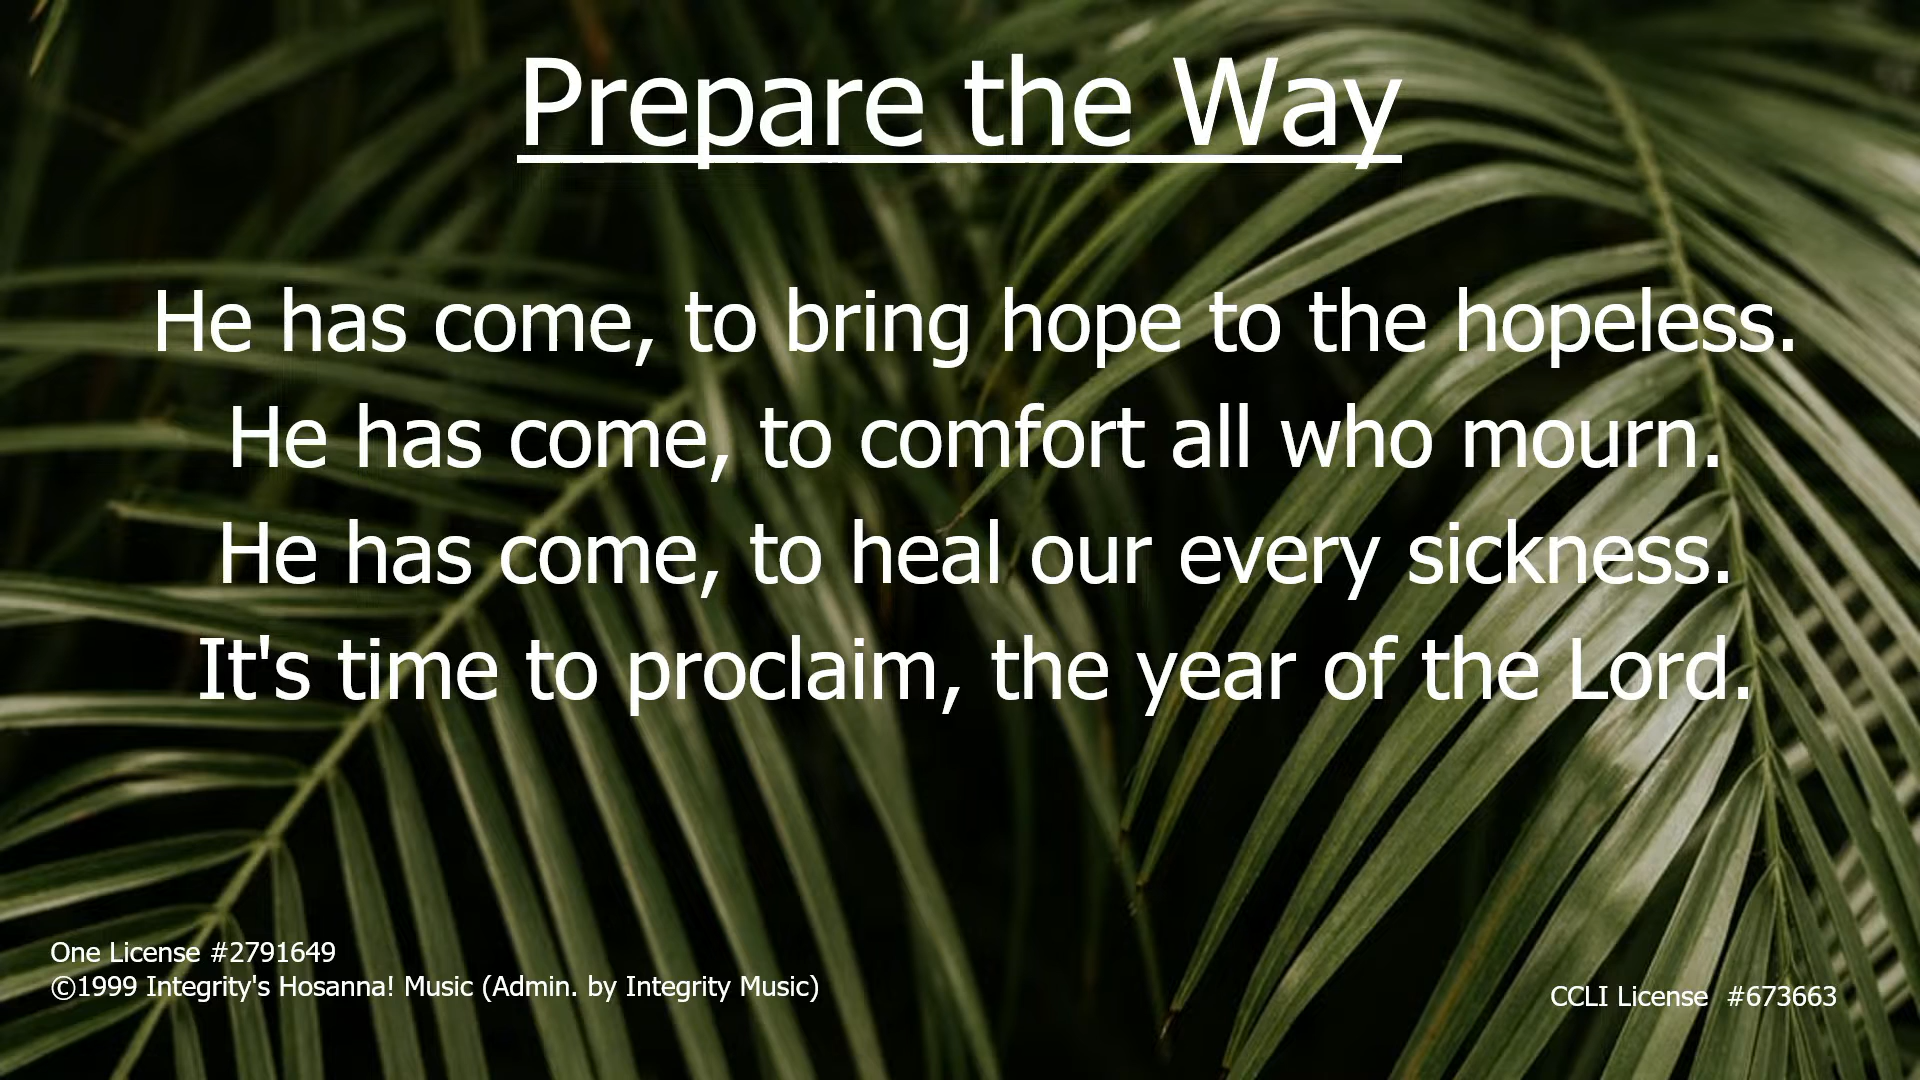 Prepare the Way
He has come, to bring hope to the hopeless.
He has come, to comfort all who mourn.
He has come, to heal our every sickness.
It's time to proclaim, the year of the Lord.
One License #2791649
©1999 Integrity's Hosanna! Music (Admin. by Integrity Music)
CCLI License  #673663